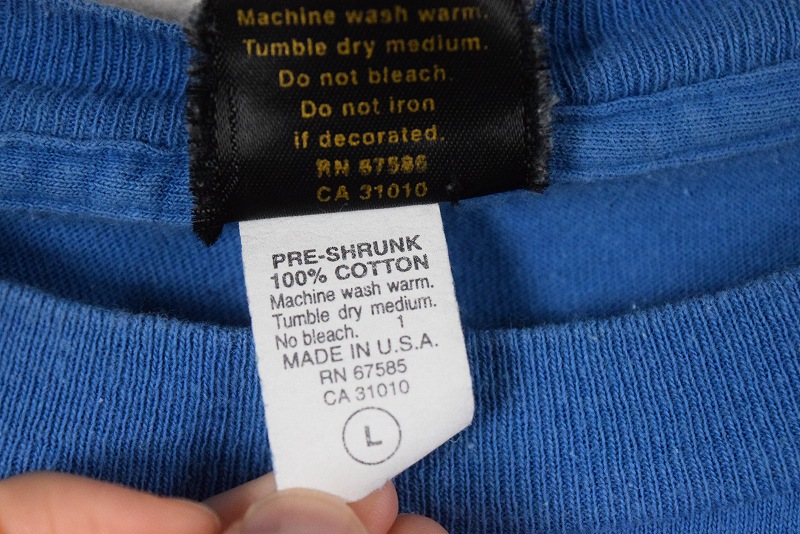 Machine wash warm.
Tumble dry medium.
Do not bleach.
Do not iron
if decorated.
RN 67585
CA 31010
PRE-SHRUNK
100% COTTON
Machine wash warm.
Tumble dry medium.
No bleach. 1
MADE IN U.S.A.
RN 67585
CA 31010
L